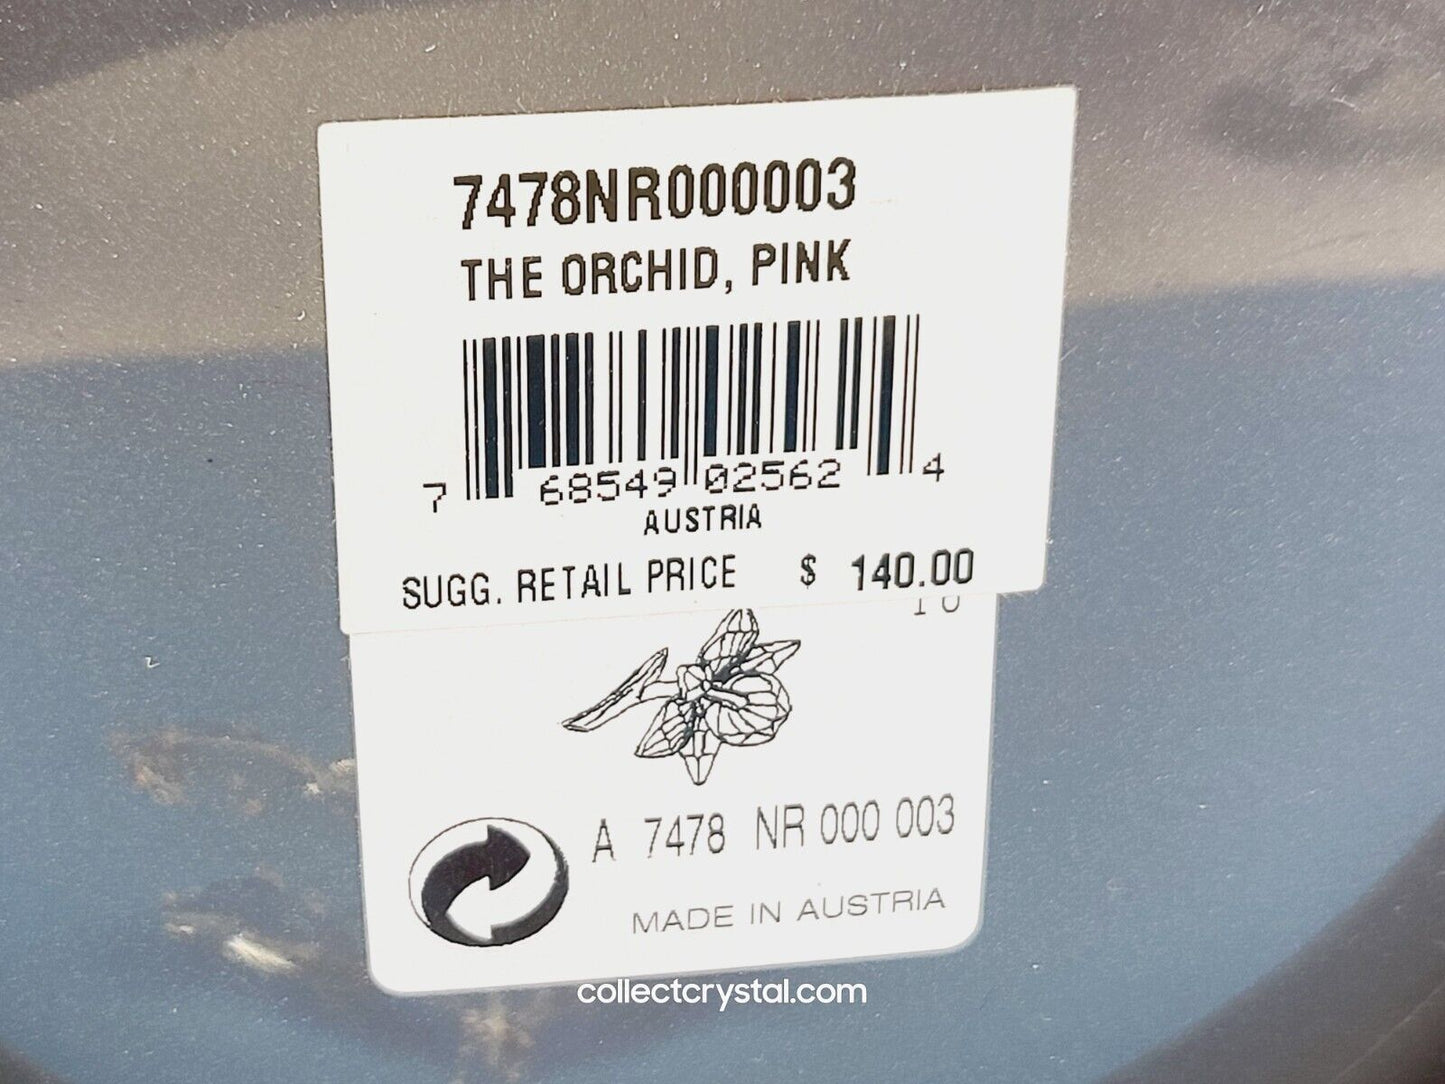 7478NR000003
THE ORCHID, PINK
7 68549 02562 4
AUSTRIA
SUGG. RETAIL PRICE $ 140.00
A 7478 NR 000 003
MADE IN AUSTRIA
collectcrystal.com